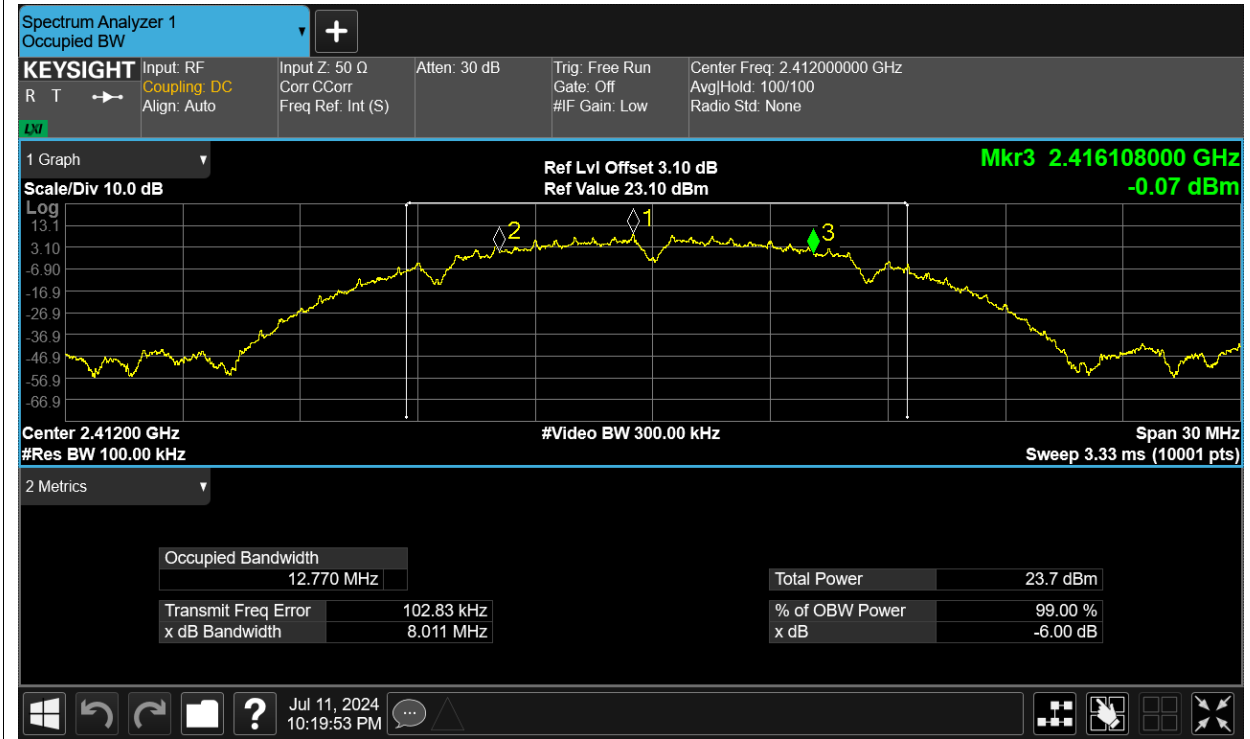 Spectrum Analyzer 1
Occupied BW
KEYSIGHT
R T
LXI
Input: RF
Coupling: DC
Align: Auto
Input Z: 50 Ω
Corr CCorr
Freq Ref: Int (S)
Atten: 30 dB
Trig: Free Run
Gate: Off
#IF Gain: Low
Center Freq: 2.412000000 GHz
Avg|Hold: 100/100
Radio Std: None
1 Graph
Scale/Div 10.0 dB
Ref Lvl Offset 3.10 dB
Ref Value 23.10 dBm
Mkr3 2.416108000 GHz
-0.07 dBm
Log
13.1
3.10
-6.90
-16.9
-26.9
-36.9
-46.9
-56.9
-66.9
2
1
3
Center 2.41200 GHz
#Video BW 300.00 kHz
Span 30 MHz
#Res BW 100.00 kHz
Sweep 3.33 ms (10001 pts)
2 Metrics
Occupied Bandwidth
12.770 MHz
Transmit Freq Error 102.83 kHz
x dB Bandwidth 8.011 MHz
Total Power 23.7 dBm
% of OBW Power 99.00 %
x dB -6.00 dB
?
Jul 11, 2024
10:19:53 PM